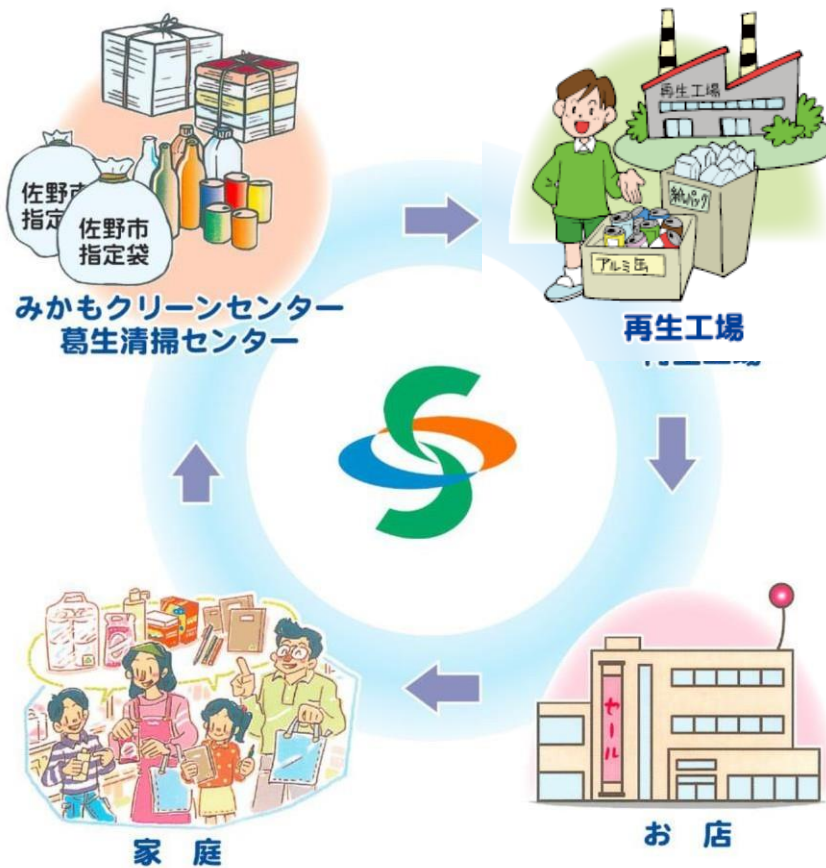 佐野市
指定
佐野市
指定袋
みかもクリーンセンター
葛生清掃センター
再生工場
紙パック
アルミ缶
再生工場
セール
家 庭
お 店